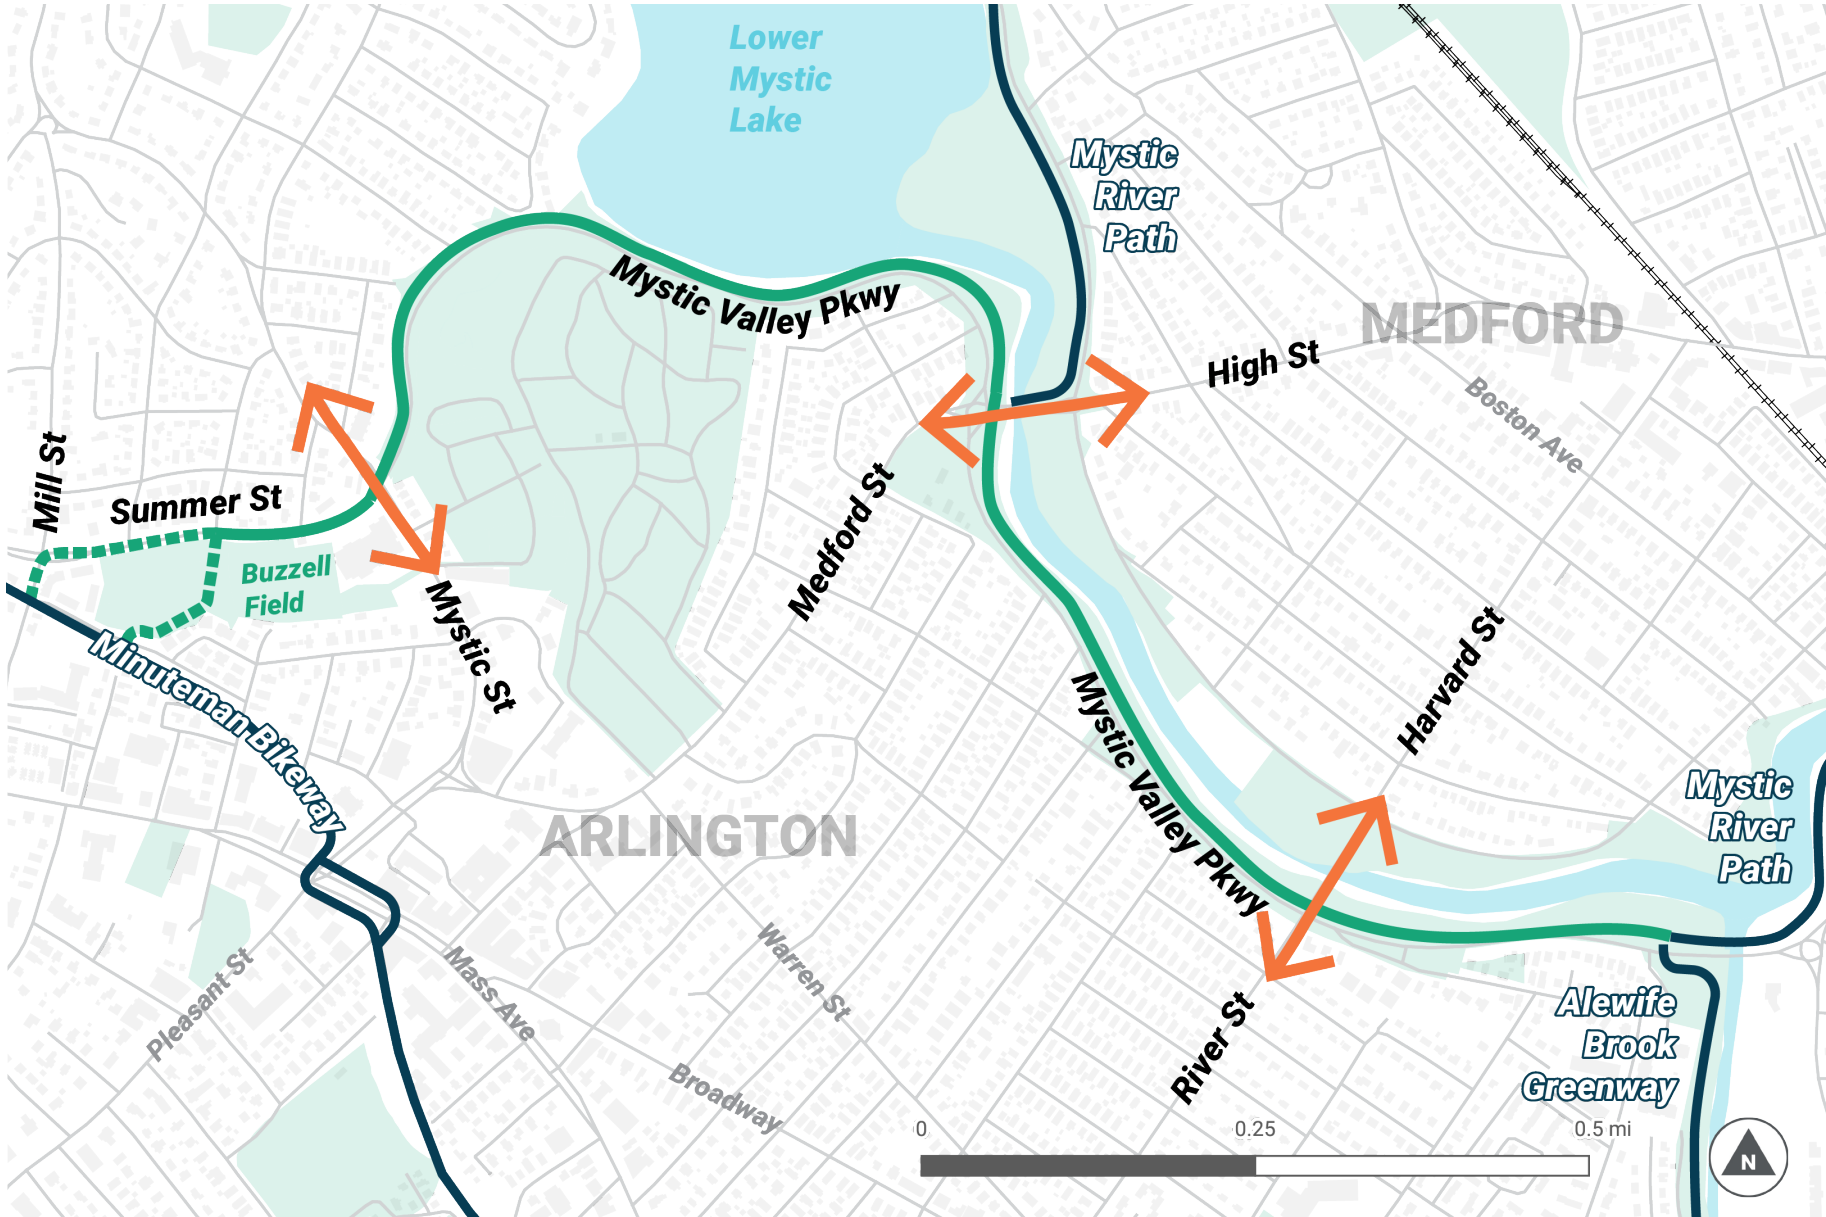 Lower
Mystic
Lake
Mystic
River
Path
MEDFORD
Mystic Valley Pkwy
High St
Boston Ave
Mill St
Summer St
Medford St
Buzzell
Field
Mystic St
Minuteman Bikeway
Harvard St
Mystic Valley Pkwy
Mystic
River
Path
ARLINGTON
Pleasant St
Mass Ave
Warren St
Broadway
River St
Alewife
Brook
Greenway
0 0.25 0.5 mi
N